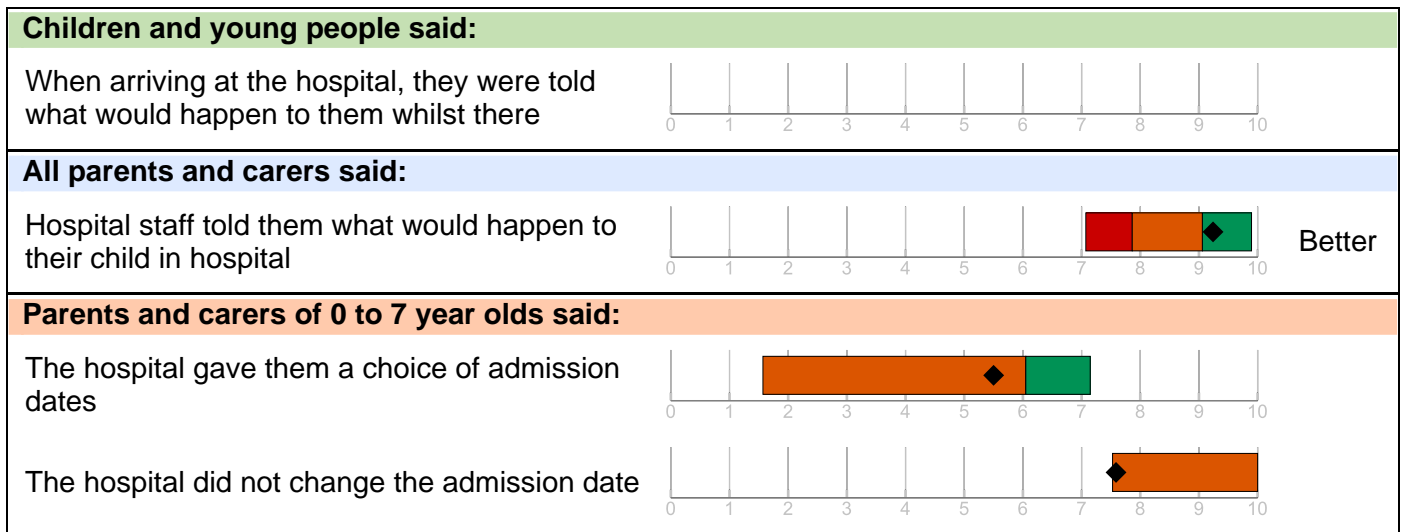 Children and young people said:
When arriving at the hospital, they were told
what would happen to them whilst there
0 1 2 3 4 5 6 7 8 9 10
All parents and carers said:
Hospital staff told them what would happen to
their child in hospital
0 1 2 3 4 5 6 7 8 9 10
Better
Parents and carers of 0 to 7 year olds said:
The hospital gave them a choice of admission
dates
0 1 2 3 4 5 6 7 8 9 10
The hospital did not change the admission date
0 1 2 3 4 5 6 7 8 9 10